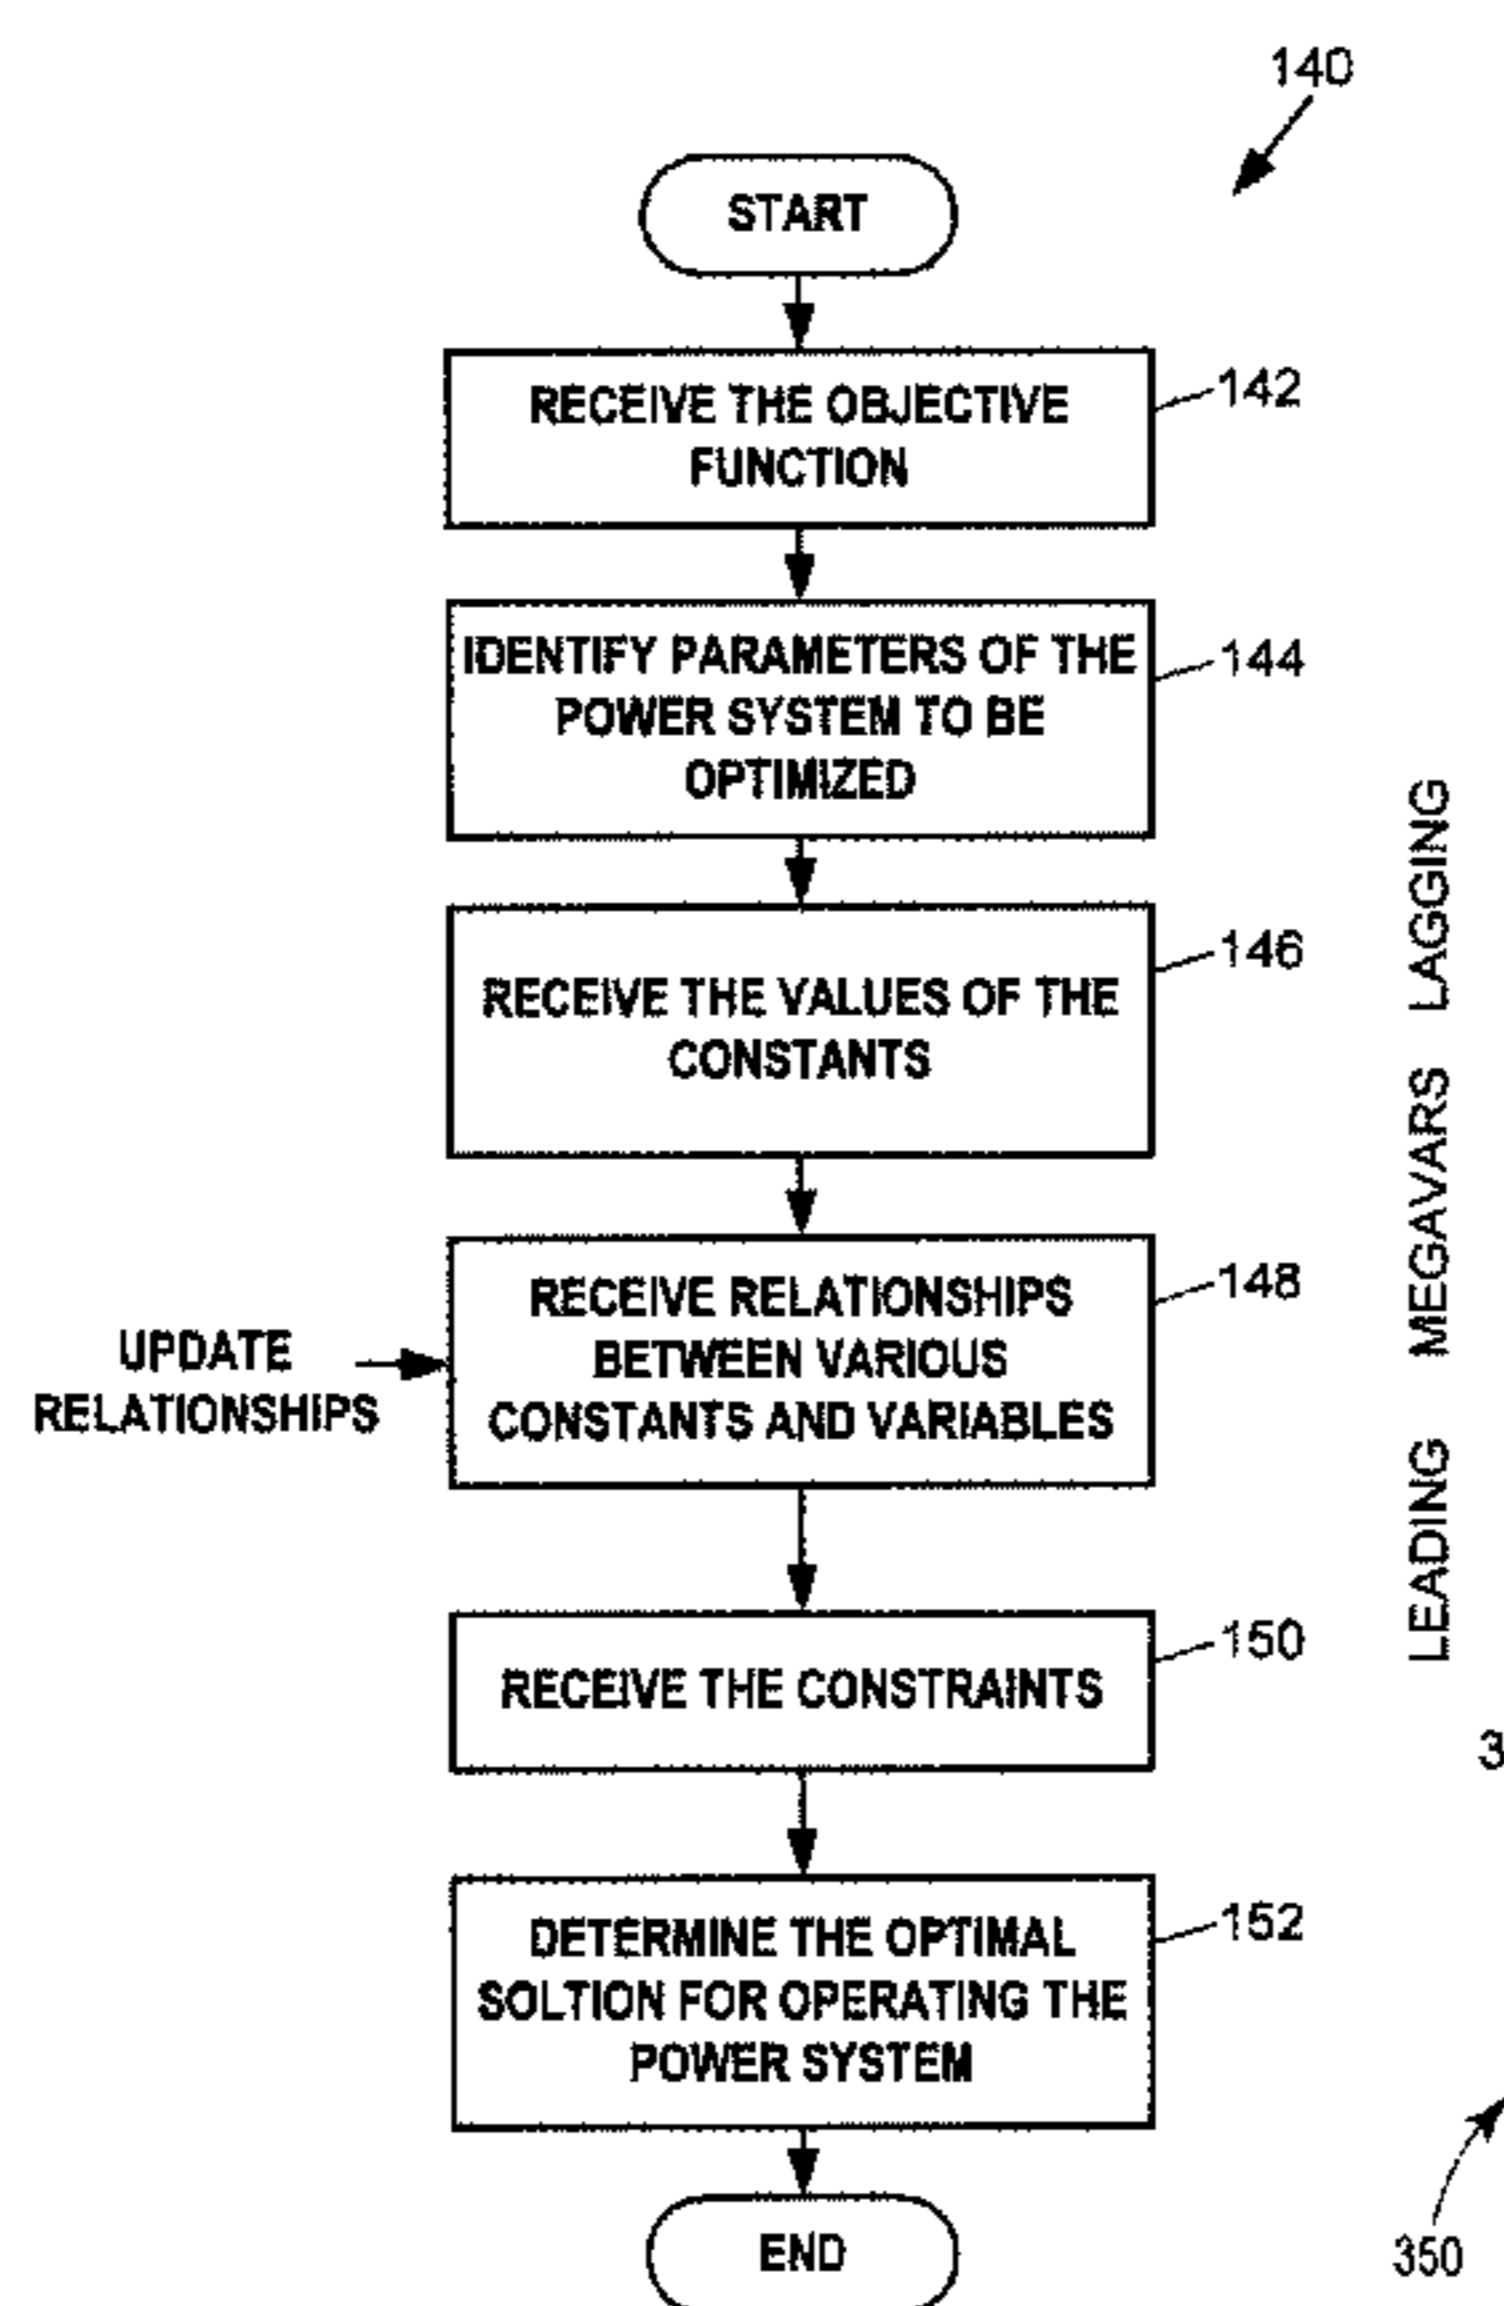 140
START
RECEIVE THE OBJECTIVE
FUNCTION
142
IDENTIFY PARAMETERS OF THE
POWER SYSTEM TO BE
OPTIMIZED
144
RECEIVE THE VALUES OF THE
CONSTANTS
146
RECEIVE RELATIONSHIPS
BETWEEN VARIOUS
CONSTANTS AND VARIABLES
148
UPDATE
RELATIONSHIPS
RECEIVE THE CONSTRAINTS
150
DETERMINE THE OPTIMAL
SOLTION FOR OPERATING THE
POWER SYSTEM
152
END
LEADING MEGAVARS LAGGING
350